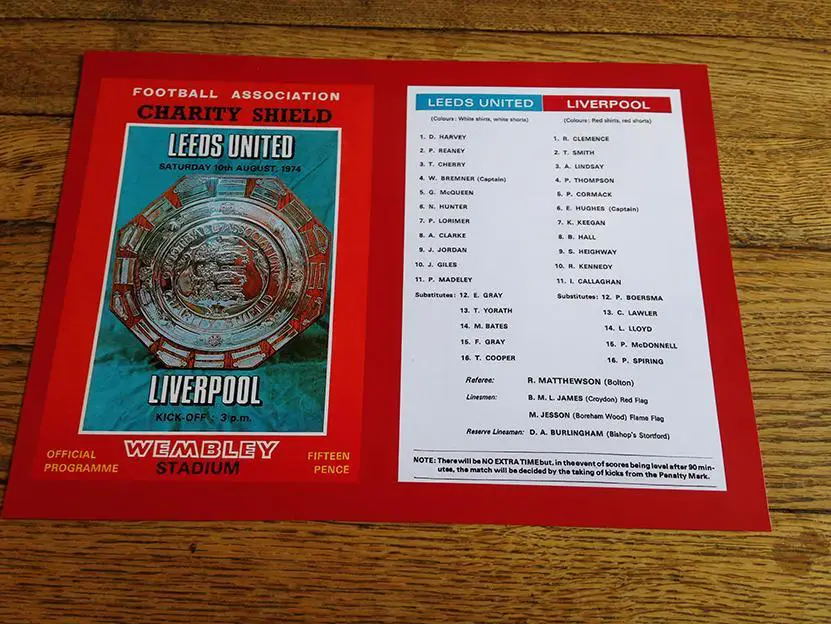 FOOTBALL ASSOCIATION
CHARITY SHIELD
LEEDS UNITED
SATURDAY 10th AUGUST, 1974
LIVERPOOL
KICK-OFF : 3 p.m.
OFFICIAL PROGRAMME
WEMBLEY
STADIUM
FIFTEEN PENCE
LEEDS UNITED
(Colours: White shirts, white shorts)
1. D. HARVEY
2. P. REANEY
3. T. CHERRY
4. W. BREMNER (Captain)
5. G. McQUEEN
6. N. HUNTER
7. P. LORIMER
8. A. CLARKE
9. J. JORDAN
10. J. GILES
11. P. MADELEY
Substitutes: 12. E. GRAY
13. T. YORATH
14. M. BATES
15. F. GRAY
16. T. COOPER
LIVERPOOL
(Colours: Red shirts, red shorts)
1. R. CLEMENCE
2. T. SMITH
3. A. LINDSAY
4. P. THOMPSON
5. P. CORMACK
6. E. HUGHES (Captain)
7. K. KEEGAN
8. B. HALL
9. S. HEIGHWAY
10. R. KENNEDY
11. I. CALLAGHAN
Substitutes: 12. P. BOERSMA
13. C. LAWLER
14. L. LLOYD
15. P. McDONNELL
16. P. SPIRING
Referee: R. MATTHEWSON (Bolton)
Linesmen: B. M. L. JAMES (Croydon) Red Flag
M. JESSON (Boreham Wood) Flame Flag
Reserve Linesman: D. A. BURLINGHAM (Bishop's Stortford)
NOTE: There will be NO EXTRA TIME but, in the event of scores being level after 90 min-
utes, the match will be decided by the taking of kicks from the Penalty Mark.